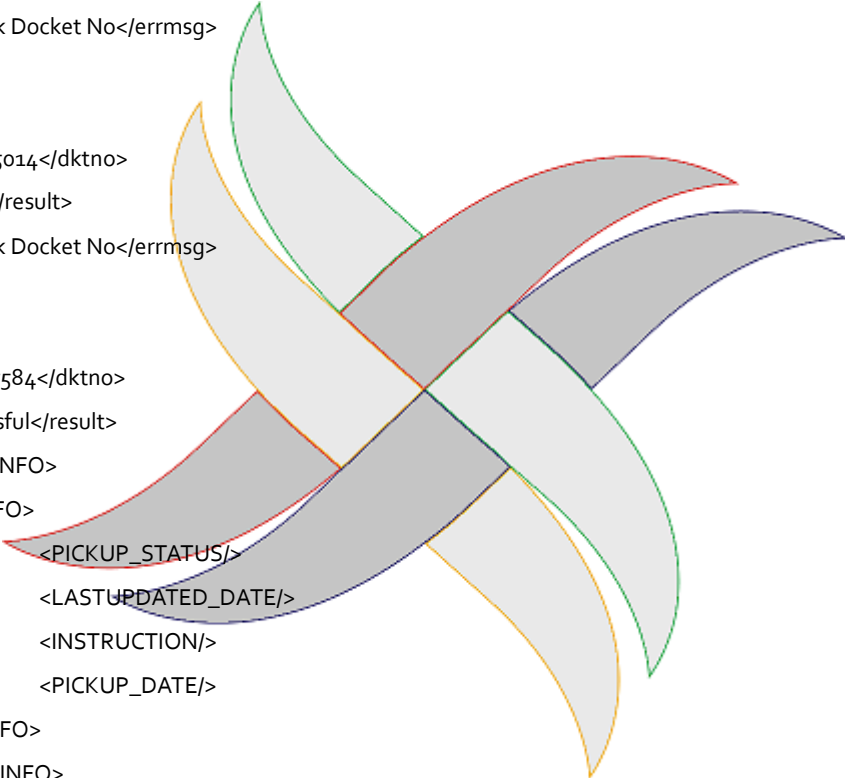 k Docket No</errmsg>
5014</dktno>
/result>
k Docket No</errmsg>
584</dktno>
sful</result>
NFO>
FO>
<PICKUP_STATUS/>
<LASTUPDATED_DATE/>
<INSTRUCTION/>
<PICKUP_DATE/>
FO>
INFO>